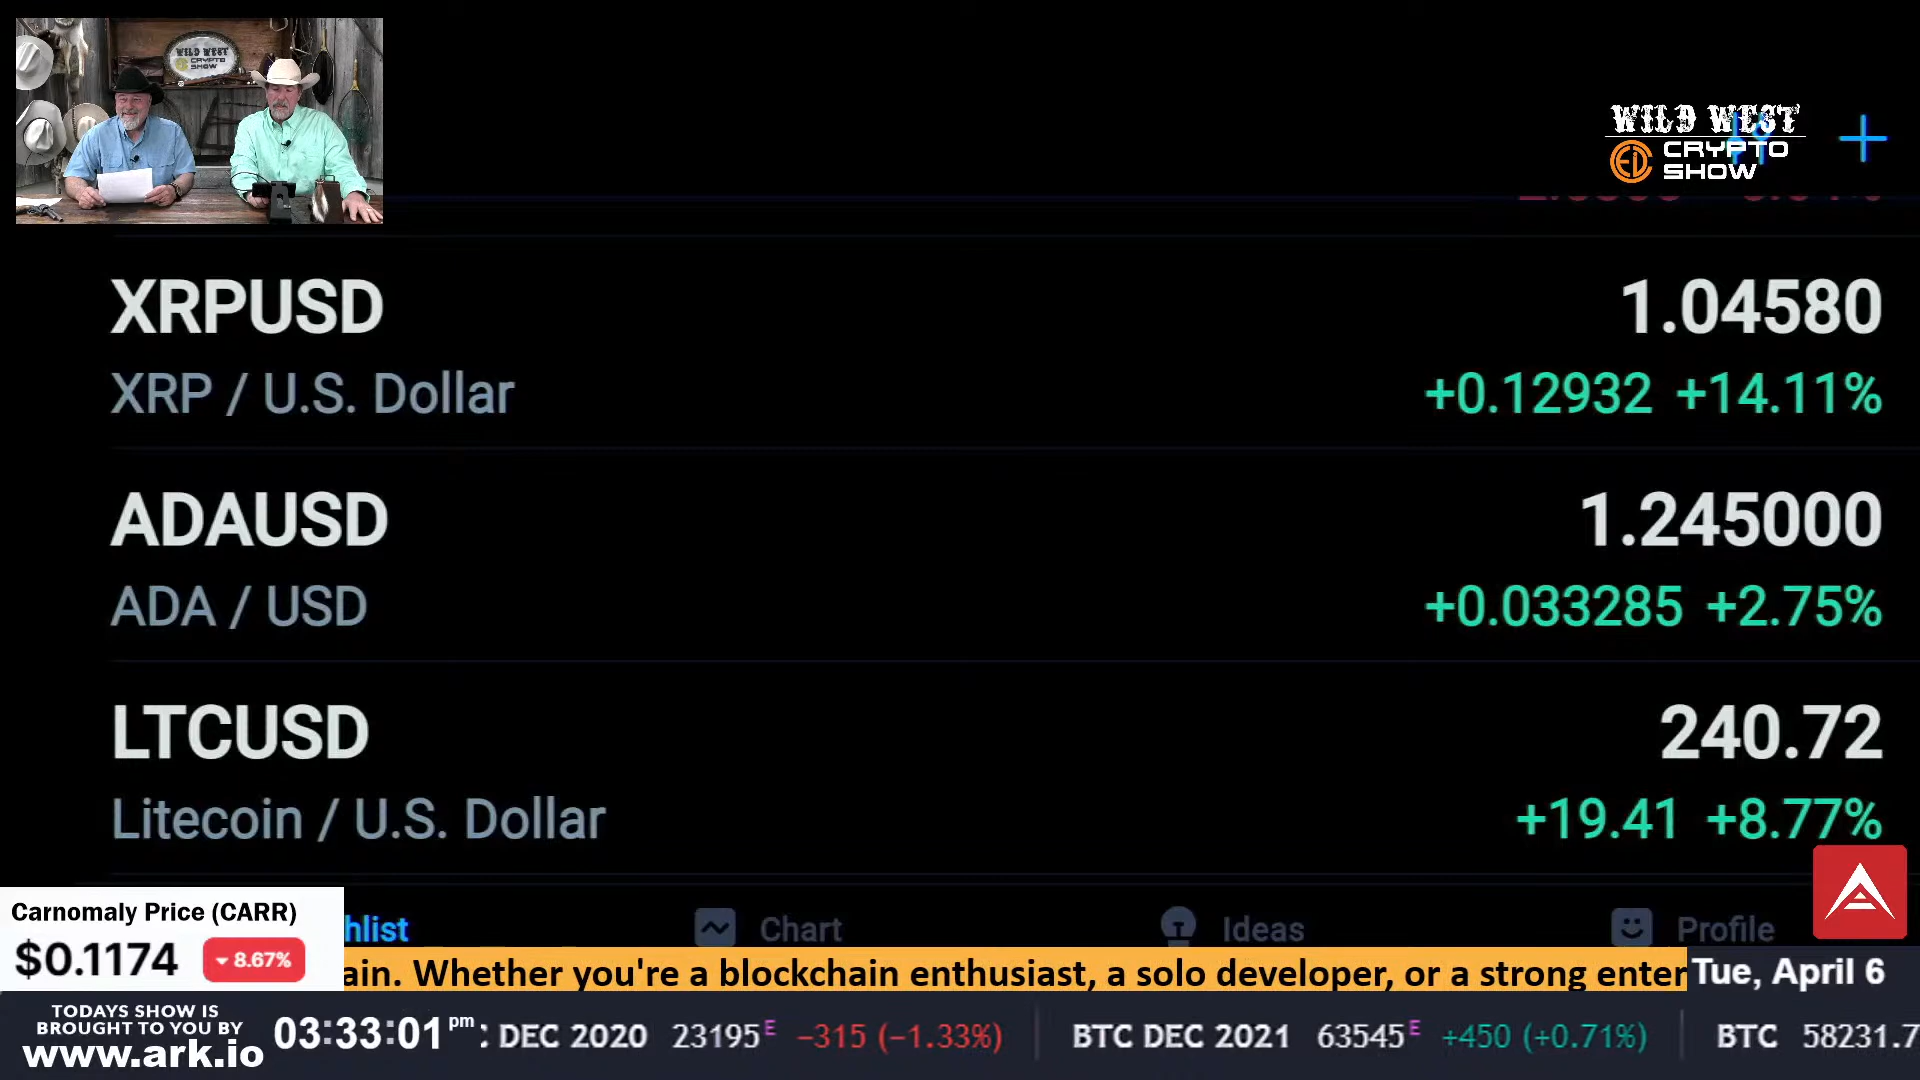 WILD WEST
CRYPTO
SHOW
WILD WEST
CRYPTO
SHOW
XRPUSD
1.04580
XRP / U.S. Dollar
+0.12932 +14.11%
ADAUSD
1.245000
ADA / USD
+0.033285 +2.75%
LTCUSD
240.72
Litecoin / U.S. Dollar
+19.41 +8.77%
hlist
Chart
Ideas
Profile
Carnomaly Price (CARR)
$0.1174
8.67%
ain. Whether you're a blockchain enthusiast, a solo developer, or a strong enter
Tue, April 6
TODAYS SHOW IS
BROUGHT TO YOU BY
www.ark.io
03:33:01 pm
DEC 2020 23195 E −315 (−1.33%)
BTC DEC 2021 63545 E +450 (+0.71%)
BTC 58231.7